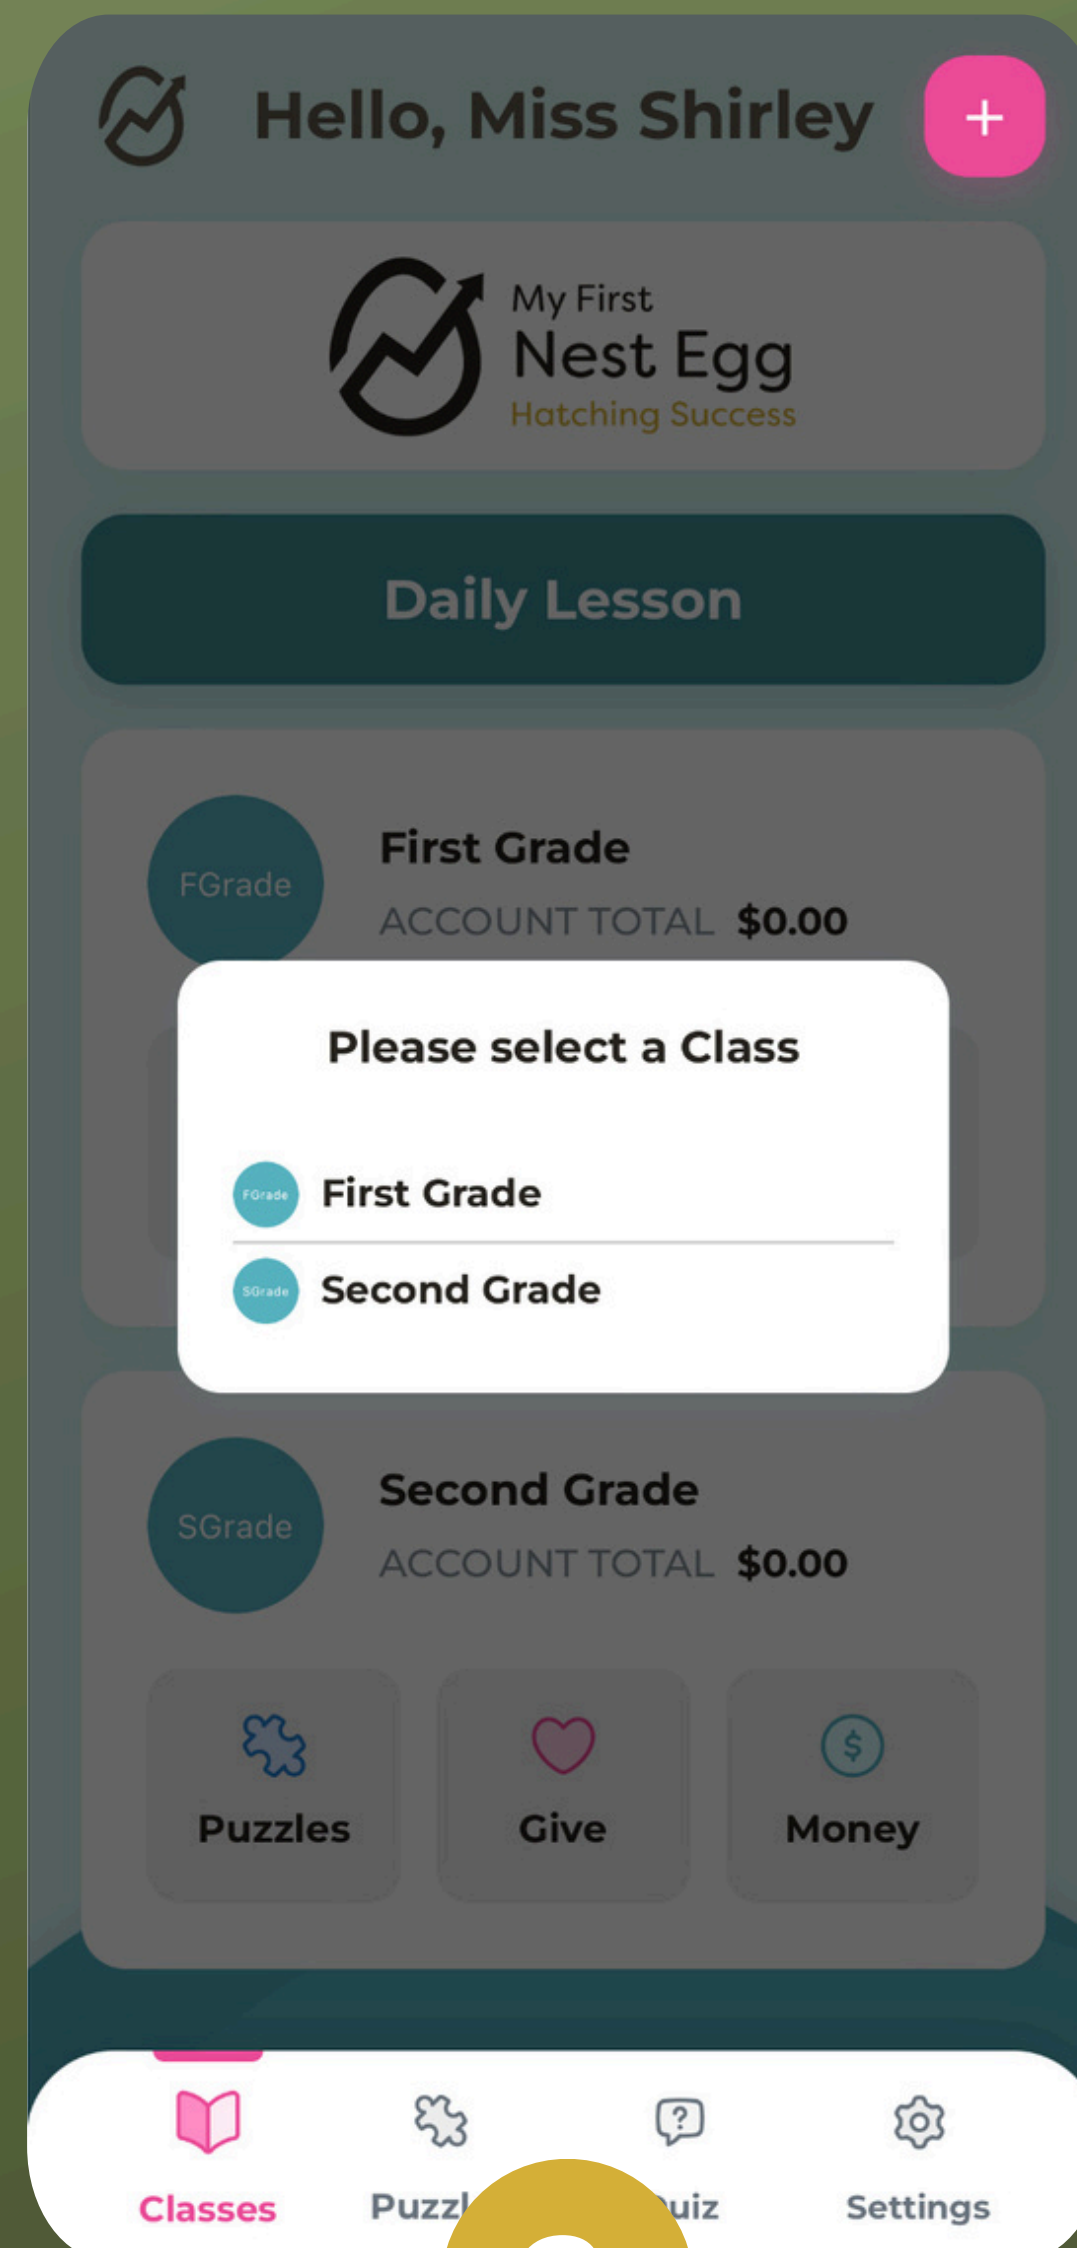 Hello, Miss Shirley
+
My First
Nest Egg
Hatching Success
Daily Lesson
FGrade
First Grade
ACCOUNT TOTAL $0.00
Please select a Class
FGrade First Grade
SGrade Second Grade
SGrade
Second Grade
ACCOUNT TOTAL $0.00
$
Puzzles Give Money
?
Classes Puzzl uiz Settings